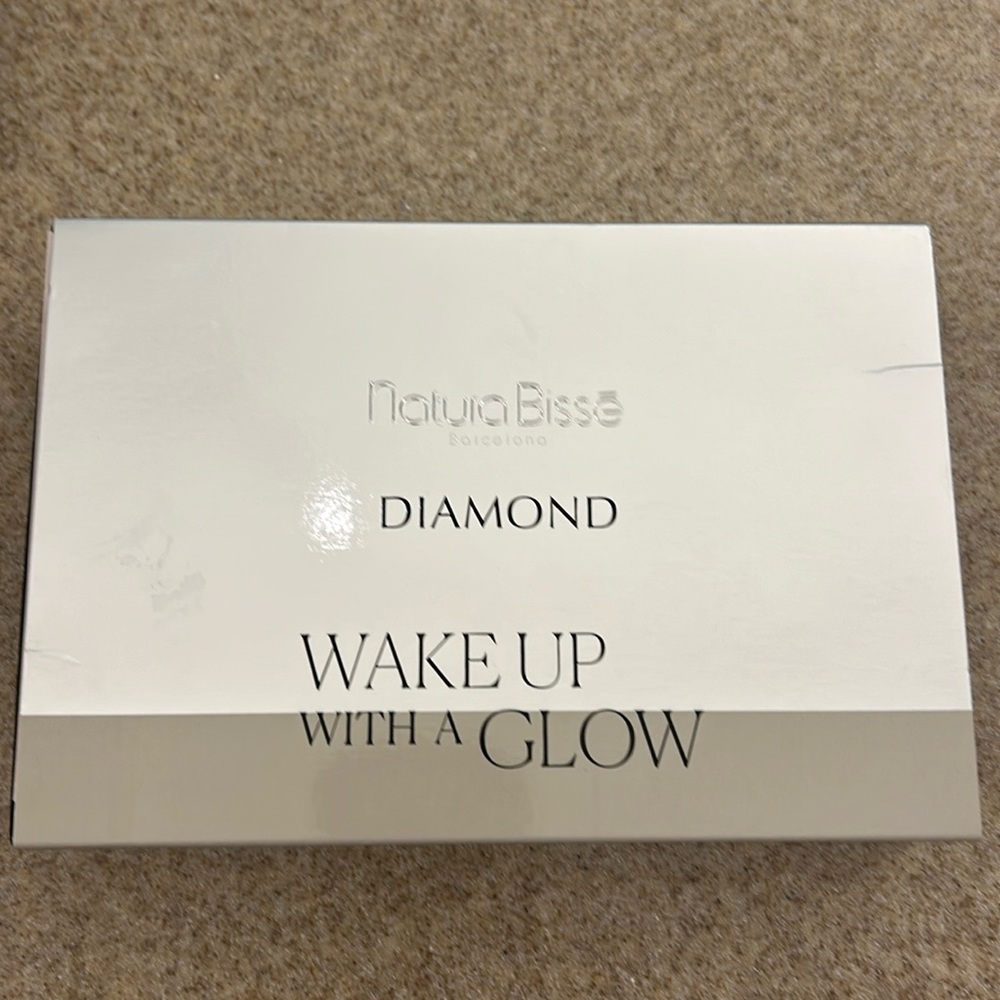 Natura Bissé
Barcelona
DIAMOND
WAKE UP
WITH A GLOW